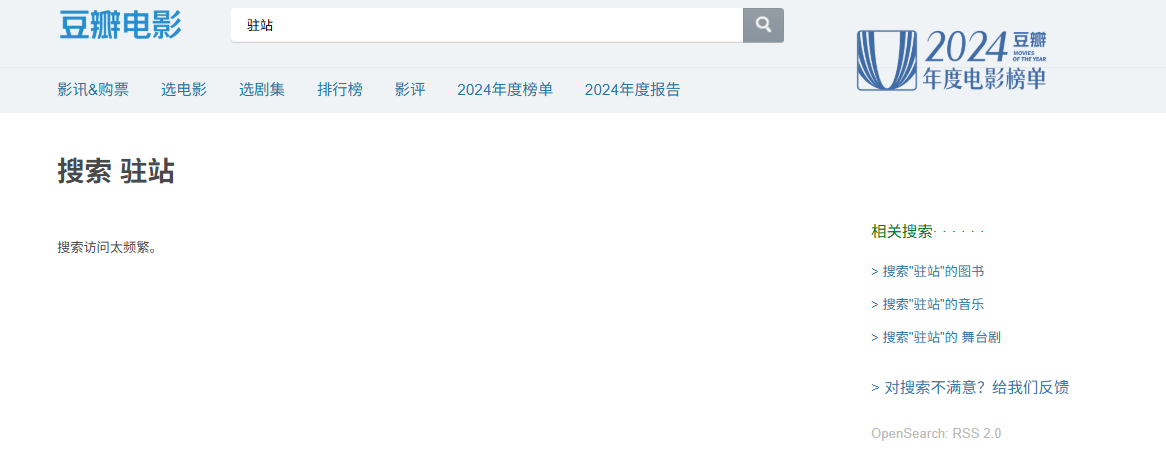 豆瓣电影
驻站
2024 豆瓣
MOVIES
OF THE YEAR
年度电影榜单
影讯&购票 选电影 选剧集 排行榜 影评 2024年度榜单 2024年度报告
搜索 驻站
搜索访问太频繁。
相关搜索· · · · · ·
> 搜索"驻站"的图书
> 搜索"驻站"的音乐
> 搜索"驻站"的 舞台剧
> 对搜索不满意？给我们反馈
OpenSearch: RSS 2.0